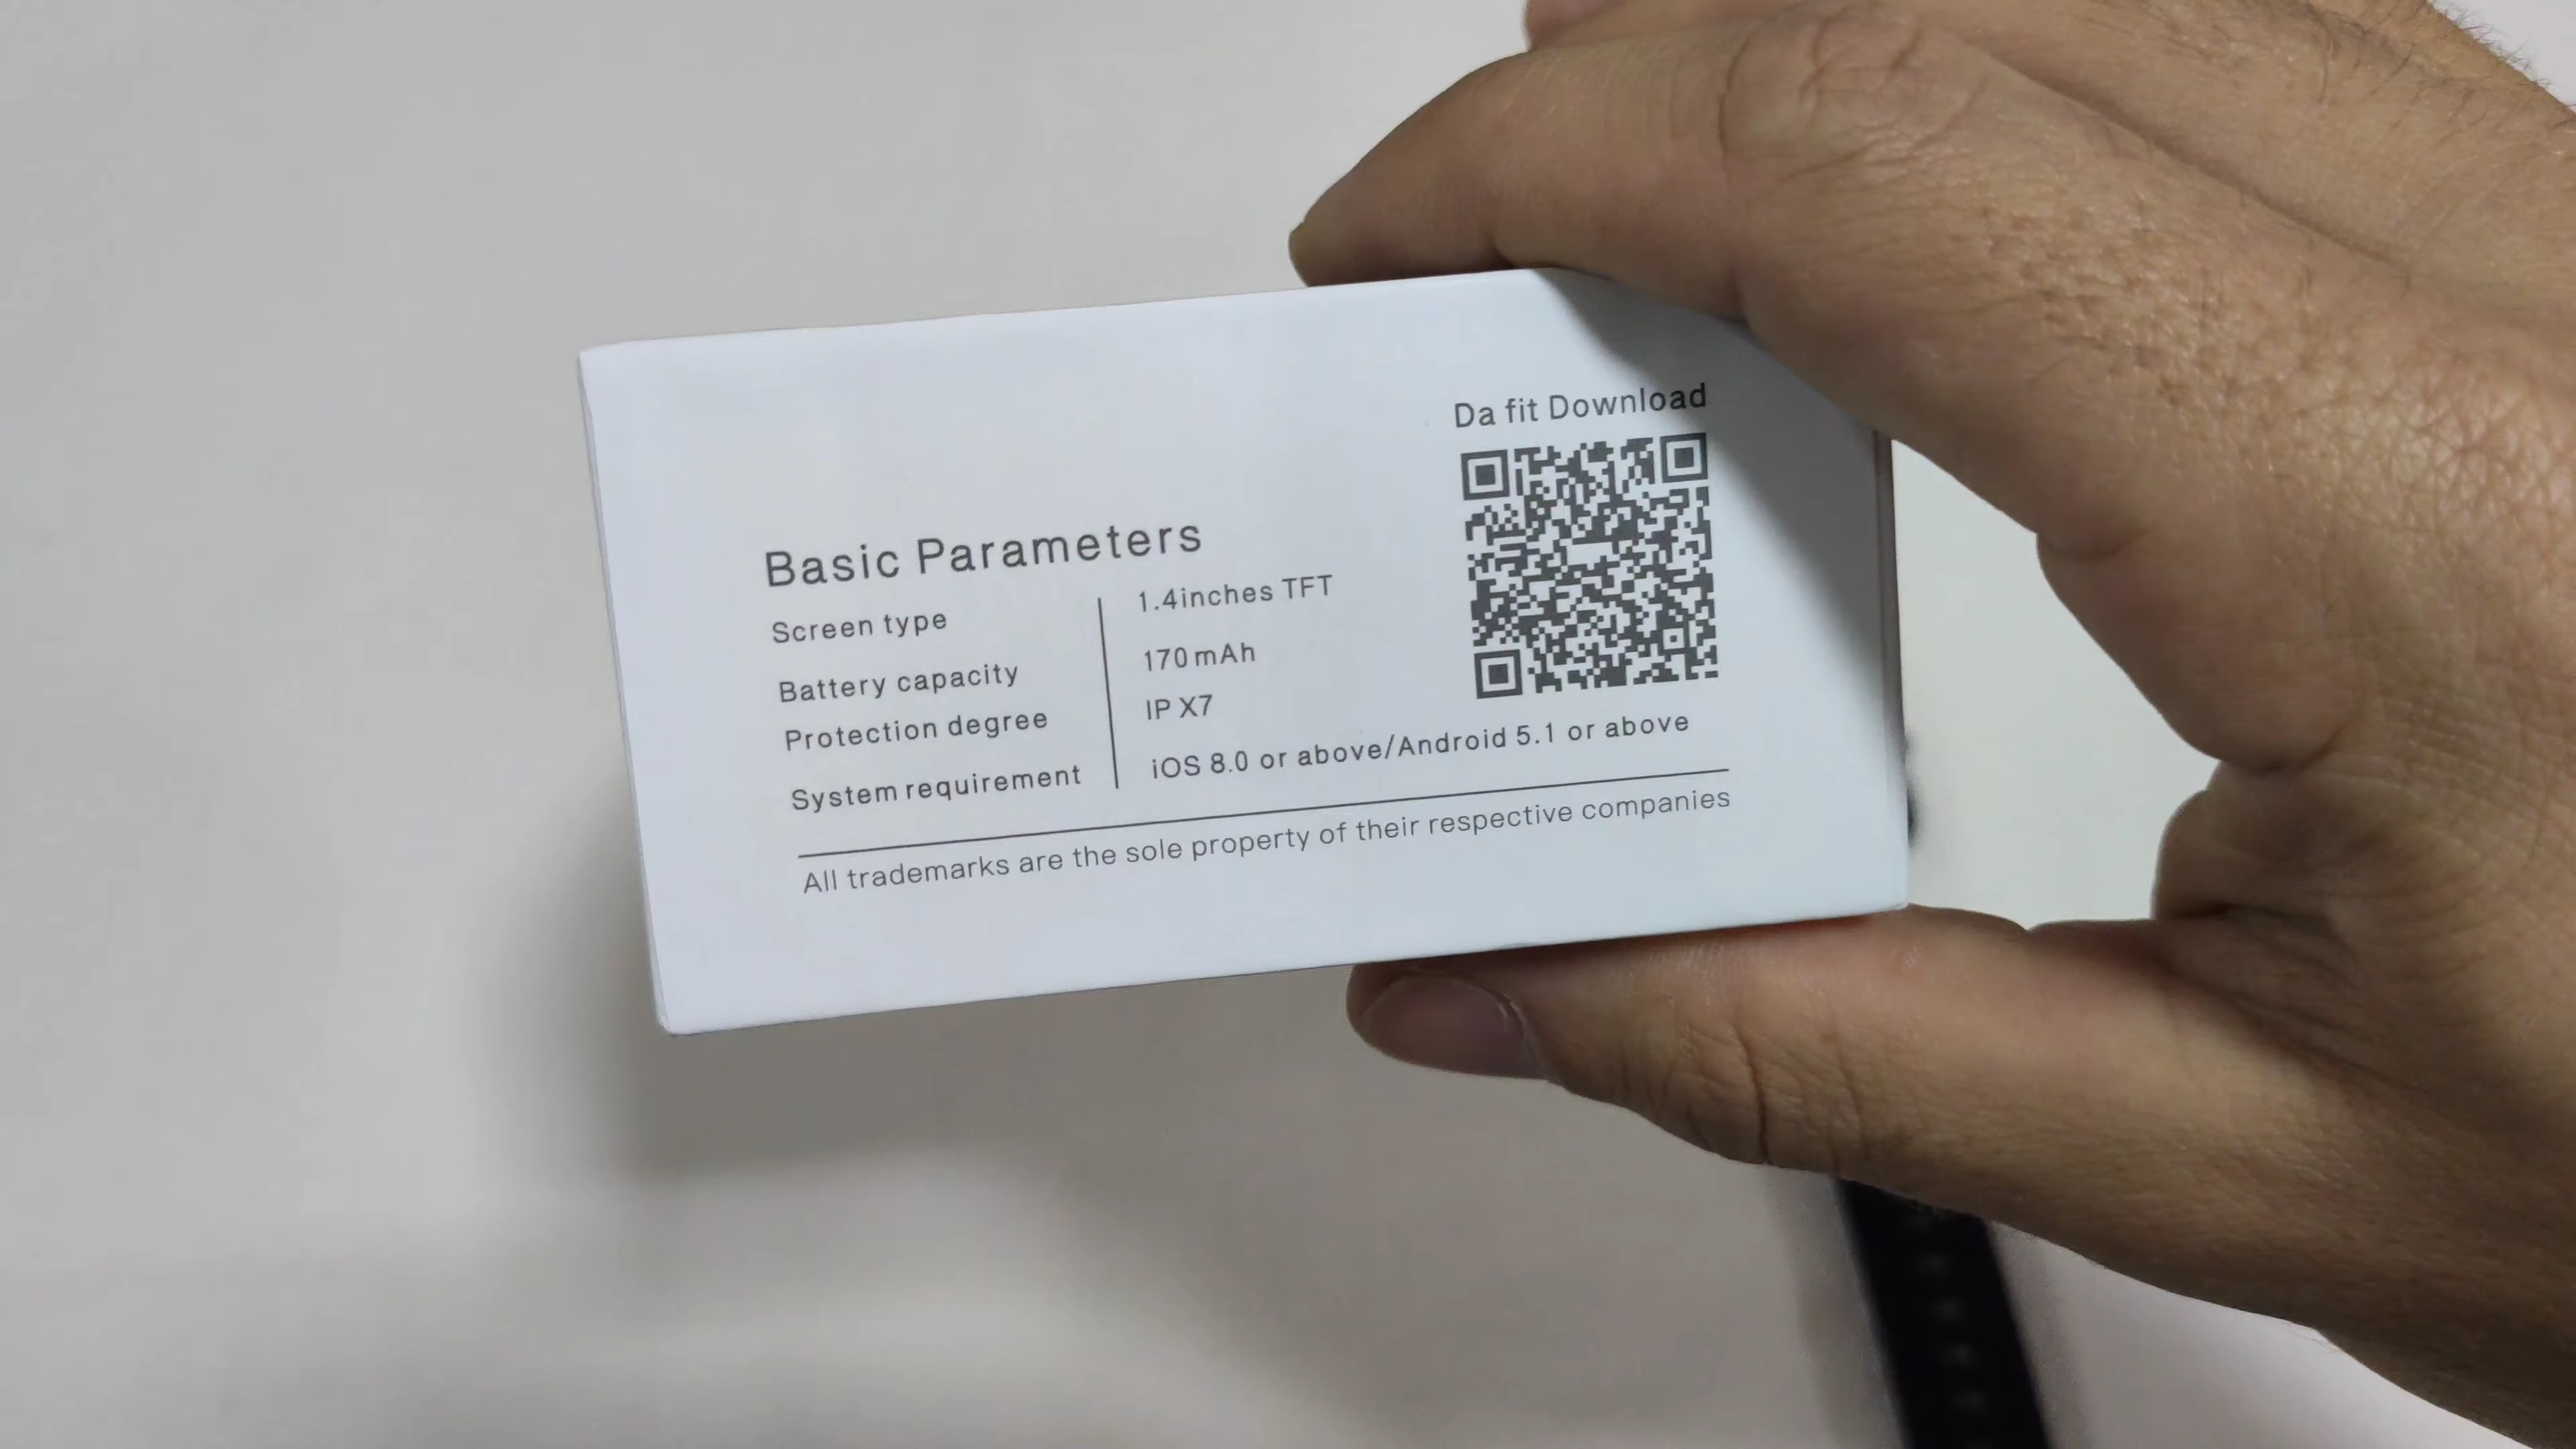 Da fit Download
Basic Parameters
Screen type 1.4inches TFT
Battery capacity 170 mAh
Protection degree IP X7
System requirement iOS 8.0 or above/Android 5.1 or above
All trademarks are the sole property of their respective companies